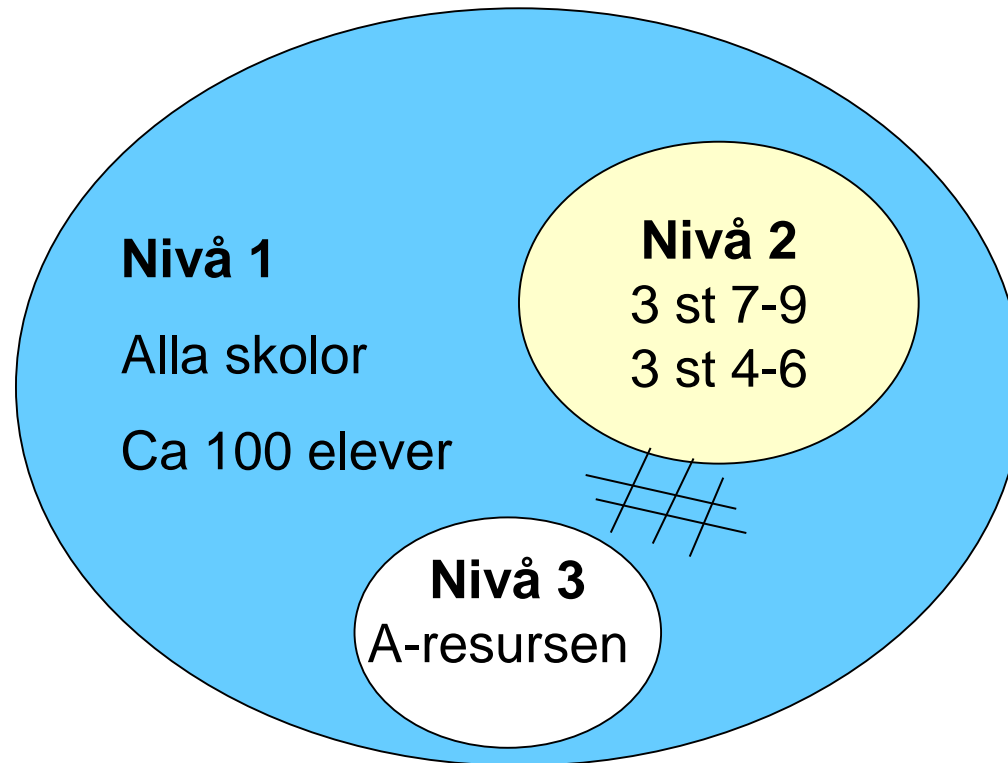 Nivå 1
Alla skolor
Ca 100 elever
Nivå 2
3 st 7-9
3 st 4-6
Nivå 3
A-resursen